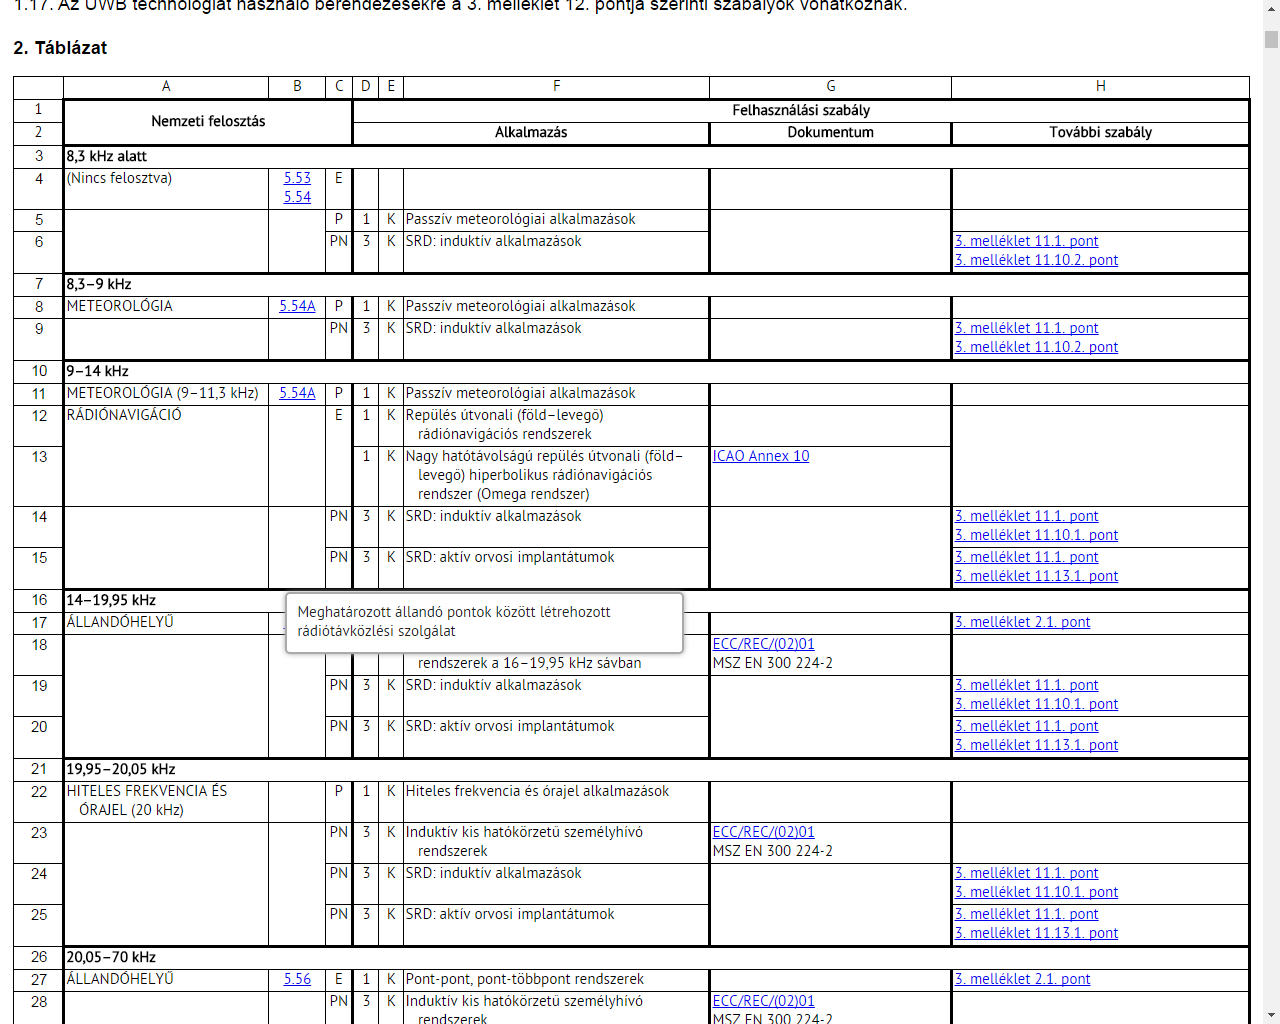 1.17. Az UWB technológiát használó berendezésekre a 3. melléklet 12. pontja szerinti szabályok vonatkoznak.
2. Táblázat
A B C D E F G H
1 Nemzeti felosztás Felhasználási szabály
2 Alkalmazás Dokumentum További szabály
3 8,3 kHz alatt
4 (Nincs felosztva) 5.53 E
5.54
5 P 1 K Passzív meteorológiai alkalmazások
6 PN 3 K SRD: induktív alkalmazások 3. melléklet 11.1. pont
3. melléklet 11.10.2. pont
7 8,3–9 kHz
8 METEOROLÓGIA 5.54A P 1 K Passzív meteorológiai alkalmazások
9 PN 3 K SRD: induktív alkalmazások 3. melléklet 11.1. pont
3. melléklet 11.10.2. pont
10 9–14 kHz
11 METEOROLÓGIA (9–11,3 kHz) 5.54A P 1 K Passzív meteorológiai alkalmazások
12 RÁDIÓNAVIGÁCIÓ E 1 K Repülés útvonali (föld–levegő)
rádiónavigációs rendszerek
13 1 K Nagy hatótávolságú repülés útvonali (föld– ICAO Annex 10
levegő) hiperbolikus rádiónavigációs
rendszer (Omega rendszer)
14 PN 3 K SRD: induktív alkalmazások 3. melléklet 11.1. pont
3. melléklet 11.10.1. pont
15 PN 3 K SRD: aktív orvosi implantátumok 3. melléklet 11.1. pont
3. melléklet 11.13.1. pont
16 14–19,95 kHz
Meghatározott állandó pontok között létrehozott
rádiótávközlési szolgálat
17 ÁLLANDÓHELYŰ 3. melléklet 2.1. pont
18 ECC/REC/(02)01
rendszerek a 16–19,95 kHz sávban MSZ EN 300 224-2
19 PN 3 K SRD: induktív alkalmazások 3. melléklet 11.1. pont
3. melléklet 11.10.1. pont
20 PN 3 K SRD: aktív orvosi implantátumok 3. melléklet 11.1. pont
3. melléklet 11.13.1. pont
21 19,95–20,05 kHz
22 HITELES FREKVENCIA ÉS P 1 K Hiteles frekvencia és órajel alkalmazások
ÓRAJEL (20 kHz)
23 PN 3 K Induktív kis hatókörzetű személyhívó ECC/REC/(02)01
rendszerek MSZ EN 300 224-2
24 PN 3 K SRD: induktív alkalmazások 3. melléklet 11.1. pont
3. melléklet 11.10.1. pont
25 PN 3 K SRD: aktív orvosi implantátumok 3. melléklet 11.1. pont
3. melléklet 11.13.1. pont
26 20,05–70 kHz
27 ÁLLANDÓHELYŰ 5.56 E 1 K Pont-pont, pont-többpont rendszerek 3. melléklet 2.1. pont
28 PN 3 K Induktív kis hatókörzetű személyhívó ECC/REC/(02)01
rendszerek MSZ EN 300 224-2